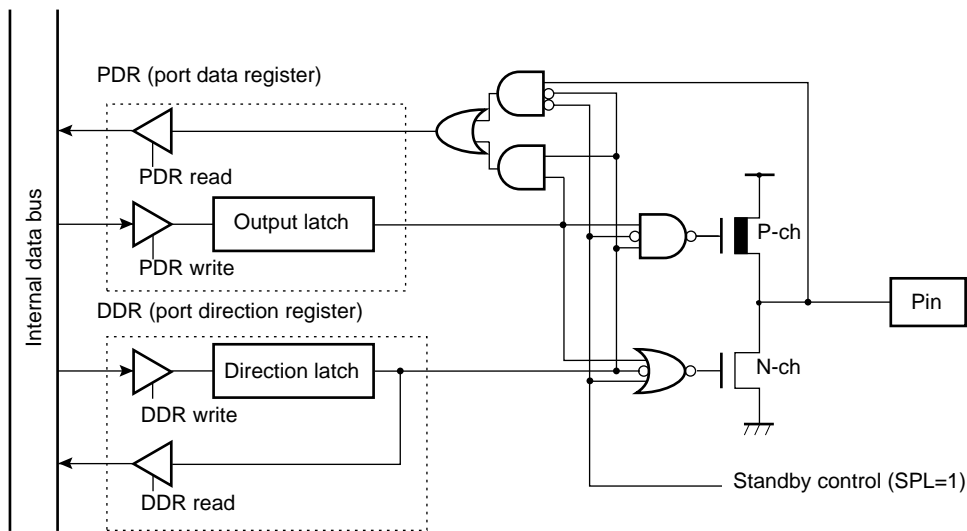 PDR (port data register)
PDR read
Output latch
PDR write
P-ch
Internal data bus
Pin
DDR (port direction register)
Direction latch
N-ch
DDR write
DDR read
Standby control (SPL=1)